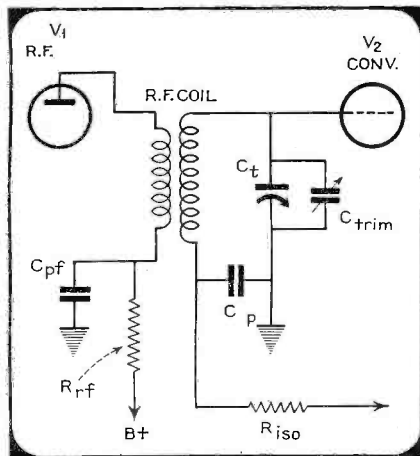 V1
R.F.
V2
CONV.
R.F. COIL
Ct
Ctrim
Cpf
C p
Rrf
B+
Riso